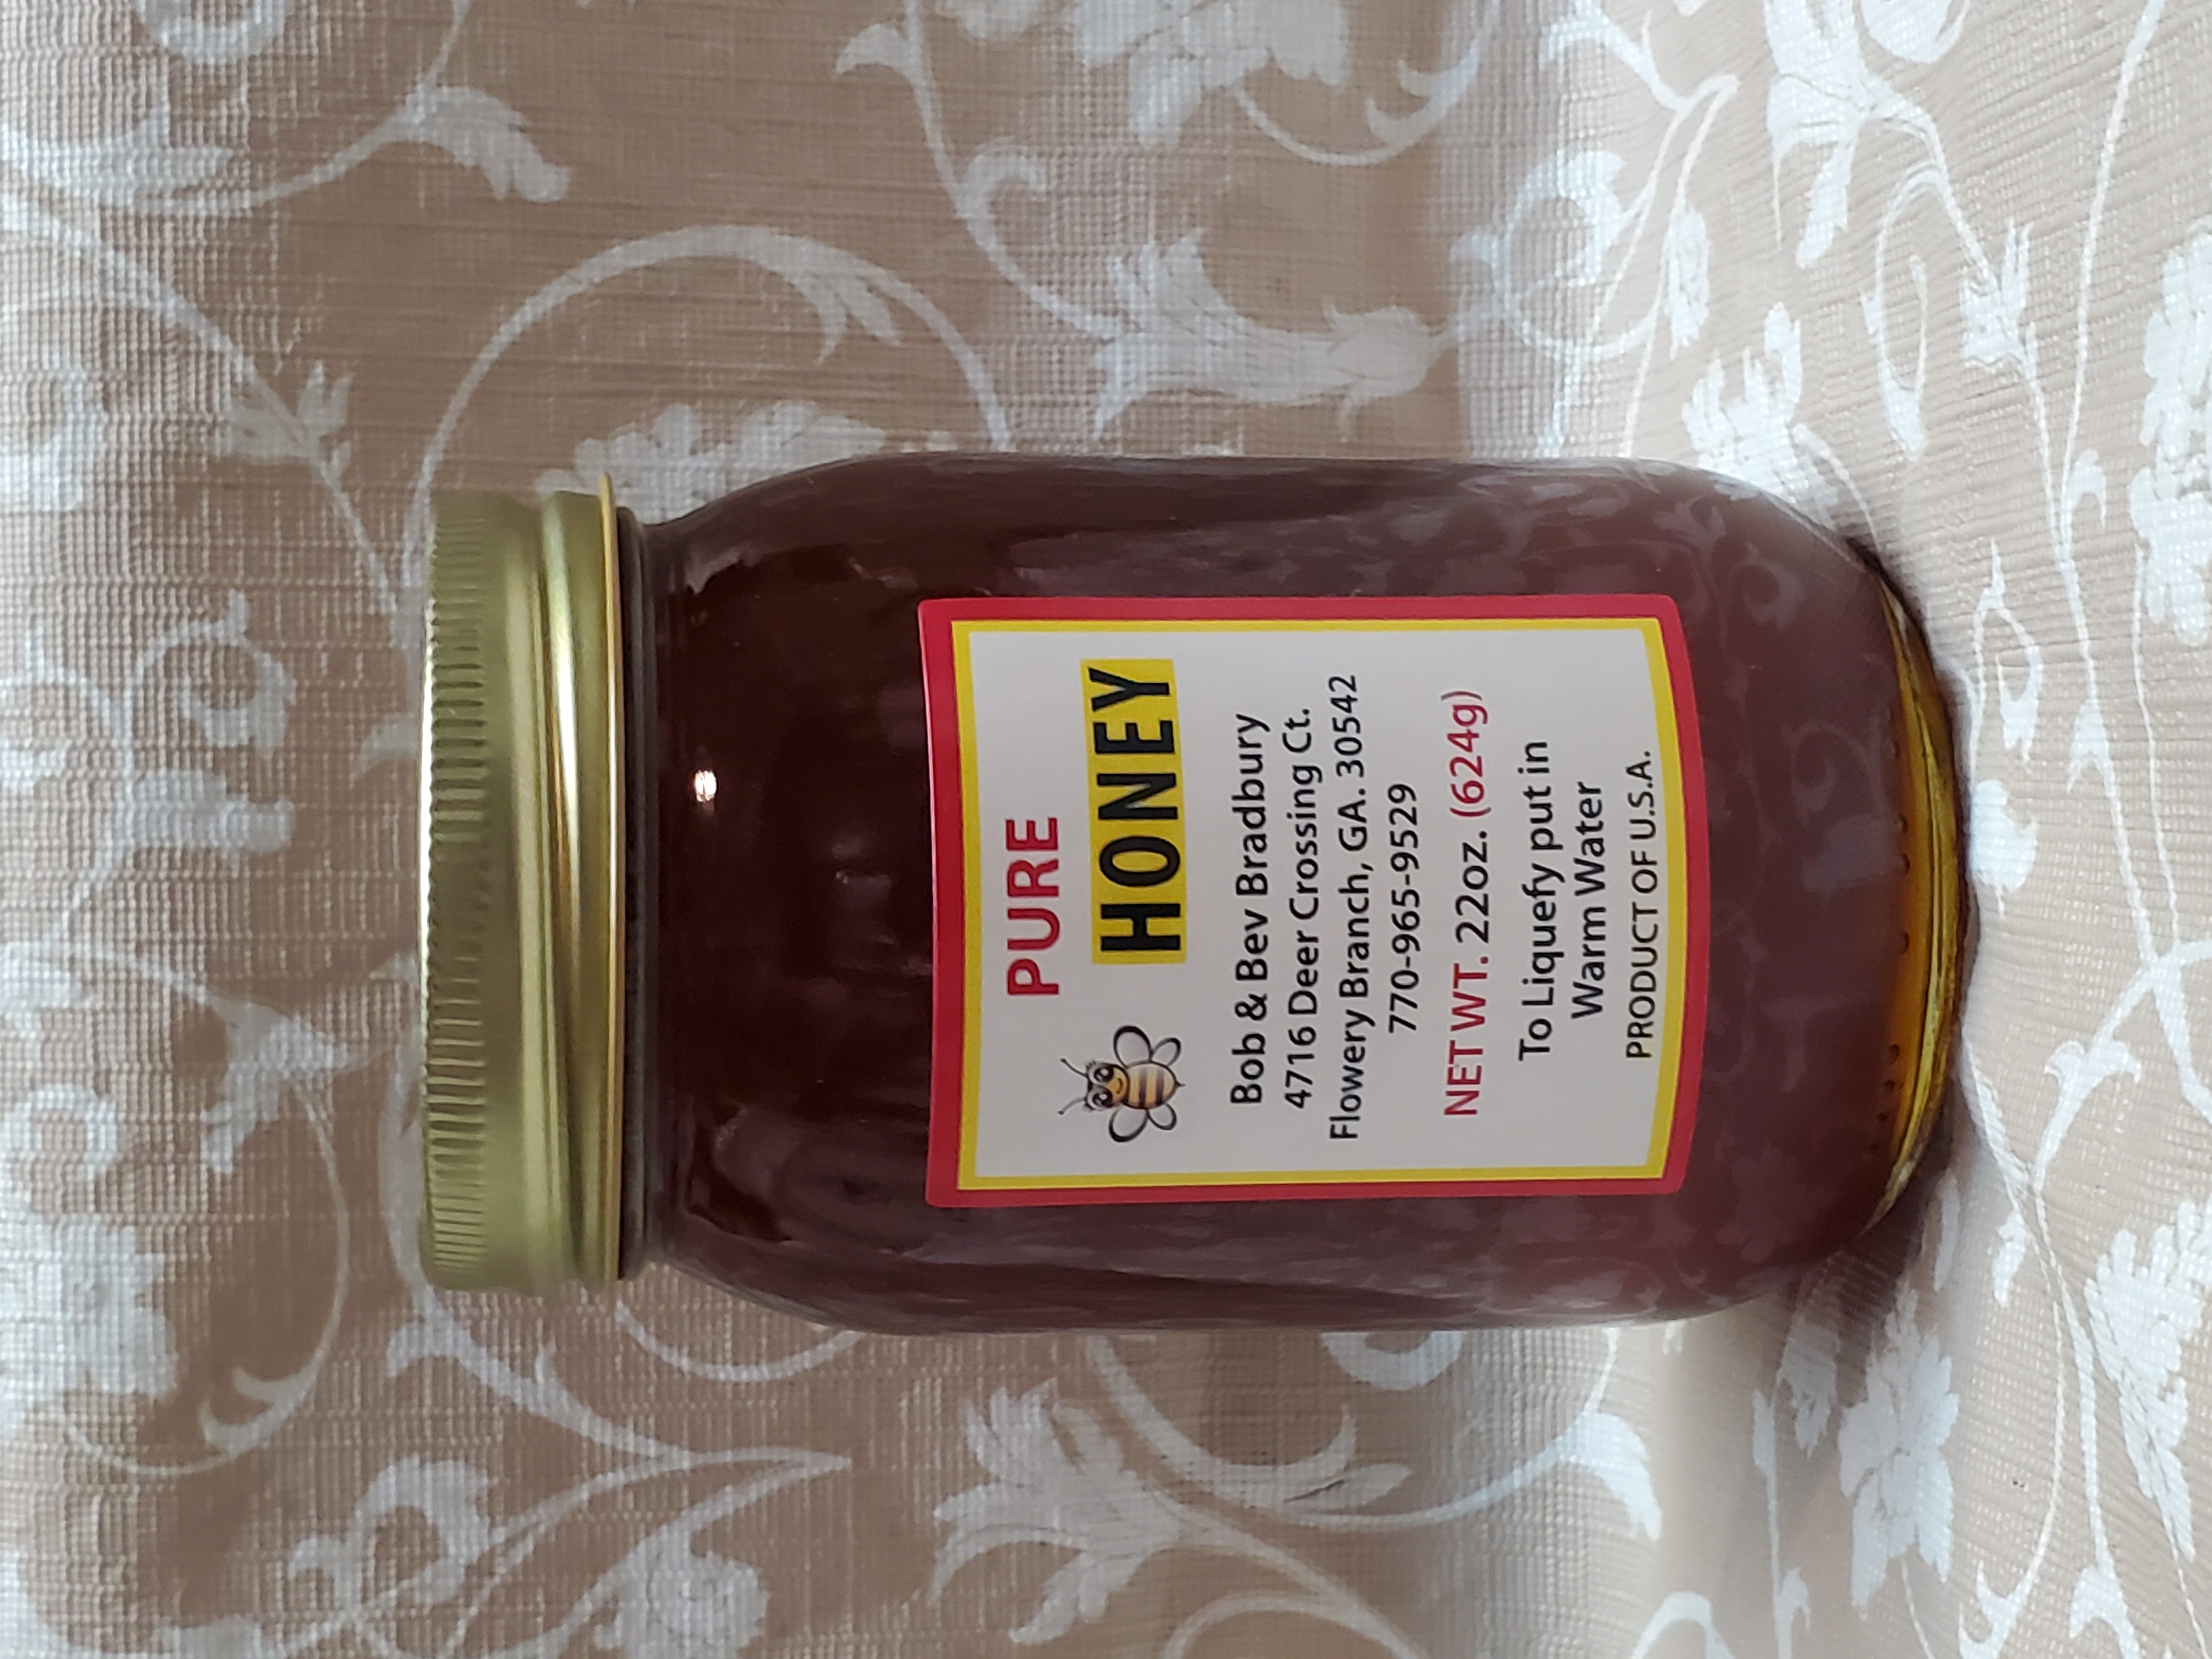 PURE
HONEY
Bob & Bev Bradbury
4716 Deer Crossing Ct.
Flowery Branch, GA. 30542
770-965-9529
NET WT. 22oz. (624g)
To Liquefy put in
Warm Water
PRODUCT OF U.S.A.